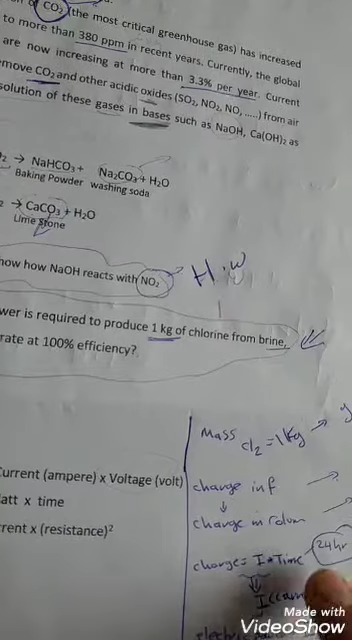 of CO₂ (the most critical greenhouse gas) has increased
to more than 380 ppm in recent years. Currently, the global
are now increasing at more than 3.3% per year. Current
move CO₂ and other acidic oxides (SO₂, NO₂, NO, .....) from air
solution of these gases in bases such as NaOH, Ca(OH)₂ as
→ NaHCO₃ + Na₂CO₃ + H₂O
Baking Powder washing soda
→ CaCO₃ + H₂O
Lime Stone
how how NaOH reacts with NO₂
H.W
wer is required to produce 1 kg of chlorine from brine,
rate at 100% efficiency?
Mass Cl₂ = 1 kg →
Current (ampere) x Voltage (volt)
charge in F →
att x time
↓
charge in
rent x (resistance)²
charge = I * Time
24 hr
Made with
VideoShow